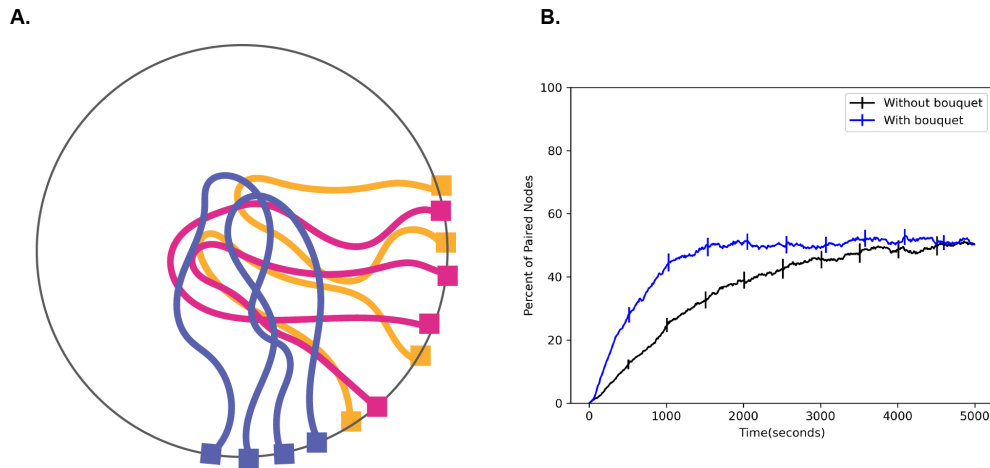 A.
B.
100
80
60
40
20
0
Percent of Paired Nodes
Without bouquet
With bouquet
0 1000 2000 3000 4000 5000
Time(seconds)